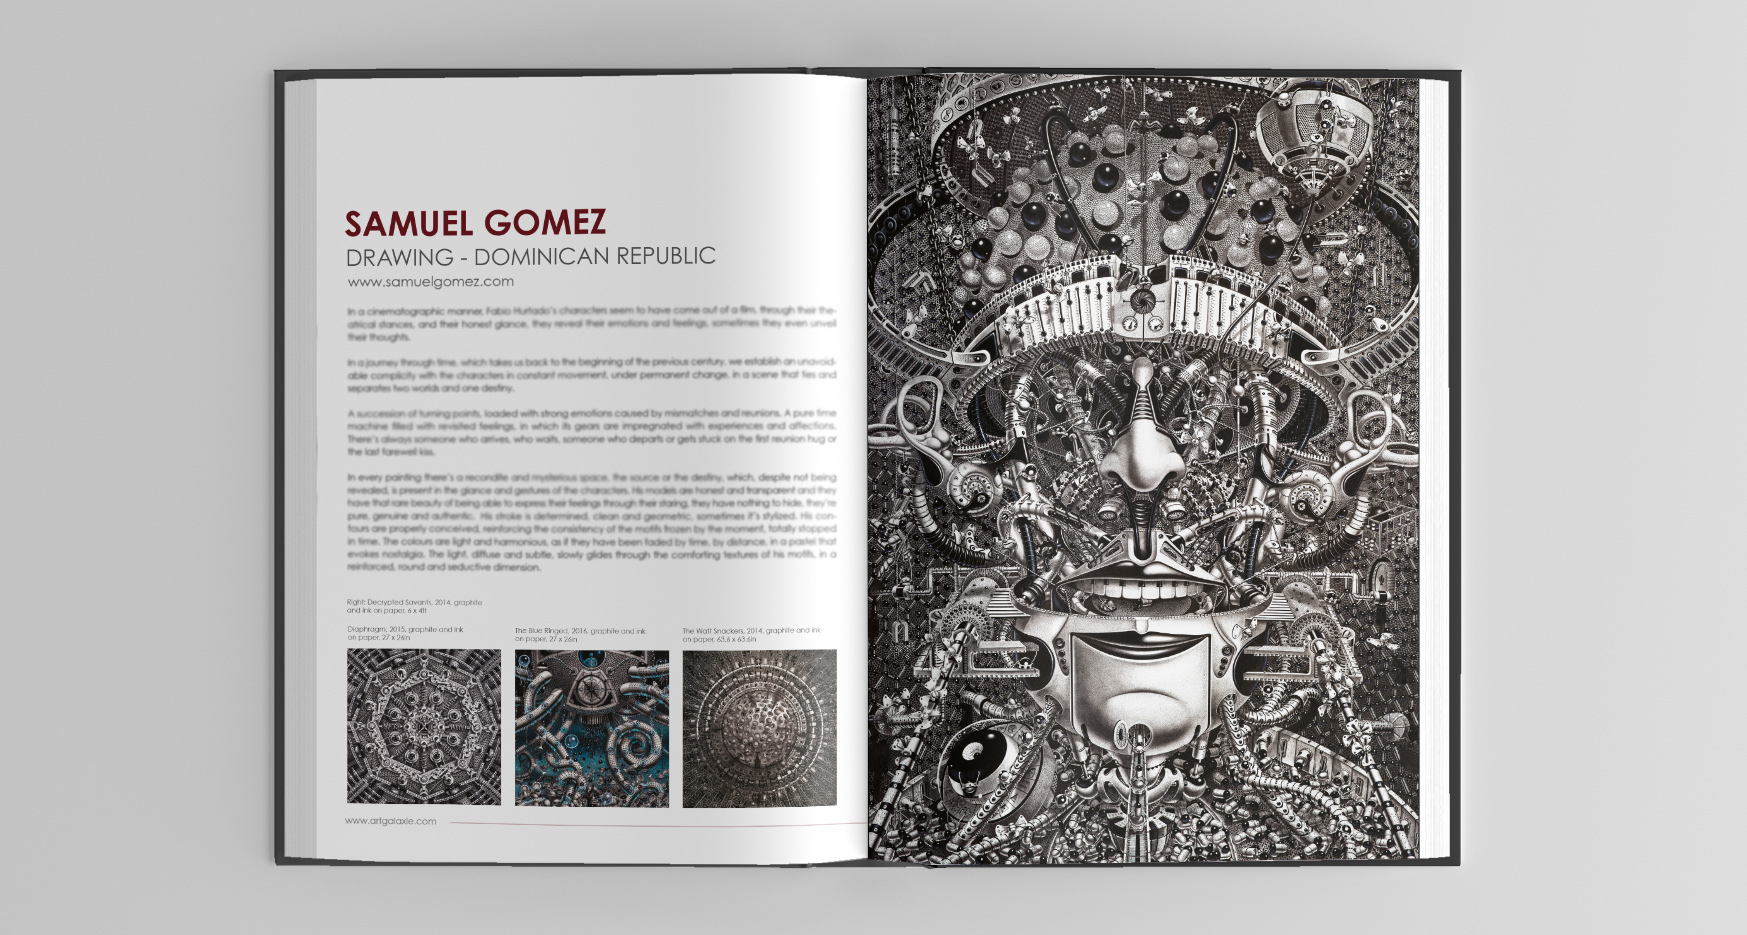 SAMUEL GOMEZ
DRAWING - DOMINICAN REPUBLIC
www.samuelgomez.com
In a cinematographic manner, Fabio Hurtado's characters seem to have come out of a film, through their the-
atrical stances, and their honest glance, they reveal their emotions and feelings, sometimes they even unveil
their thoughts.
In a journey through time, which takes us back to the beginning of the previous century, we establish an unavoid-
able complicity with the characters in constant movement, under permanent change, in a scene that ties and
separates two worlds and one destiny.
A succession of turning points, loaded with strong emotions caused by mismatches and reunions. A pure time
machine filled with revisited feelings, in which its gears are impregnated with experiences and affections.
There's always someone who arrives, who waits, someone who departs or gets stuck on the first reunion hug or
the last farewell kiss.
In every painting there's a recondite and mysterious space, the source or the destiny, which, despite not being
revealed, is present in the glance and gestures of the characters. His models are honest and transparent and they
have that rare beauty of being able to express their feelings through their staring, they have nothing to hide, they're
pure, genuine and authentic. His stroke is determined, clean and geometric, sometimes it's stylized. His con-
tours are properly conceived, reinforcing the consistency of the motifs frozen by the moment, totally stopped
in time. The colours are light and harmonious, as if they have been faded by time, by distance, in a pastel that
evokes nostalgia. The light, diffuse and subtle, slowly glides through the comforting textures of his motifs, in a
reinforced, round and seductive dimension.
Right: Decrypted Savants, 2014, graphite
and ink on paper, 6 x 4ft
Diaphragm, 2015, graphite and ink
on paper, 27 x 26in
The Blue Ringed, 2016, graphite and ink
on paper, 27 x 26in
The Watt Snackers, 2014, graphite and ink
on paper, 63.6 x 63.6in
www.artgalaxie.com